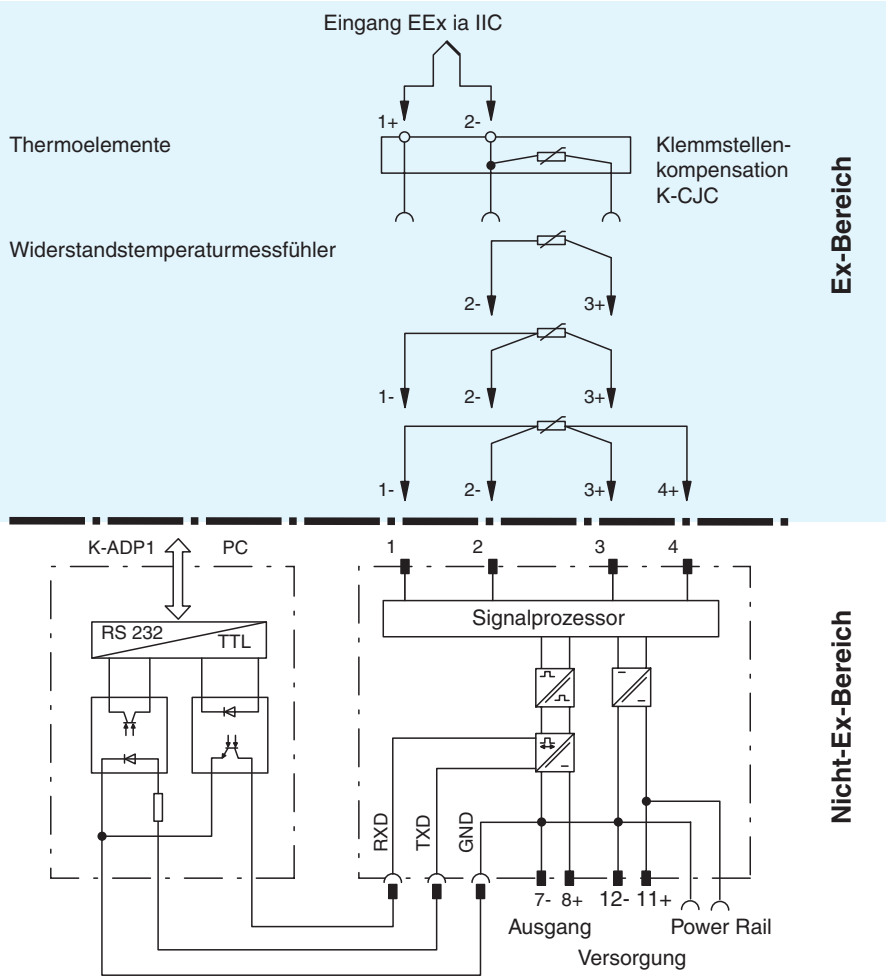 Eingang EEx ia IIC
1+ 2-
Thermoelemente
Klemmstellen-
kompensation
K-CJC
Ex-Bereich
Widerstandstemperaturmessfühler
2- 3+
1- 2- 3+
1- 2- 3+ 4+
K-ADP1 PC
1 2 3 4
RS 232
TTL
Signalprozessor
Nicht-Ex-Bereich
RXD
TXD
GND
7- 8+ 12- 11+
Ausgang
Power Rail
Versorgung